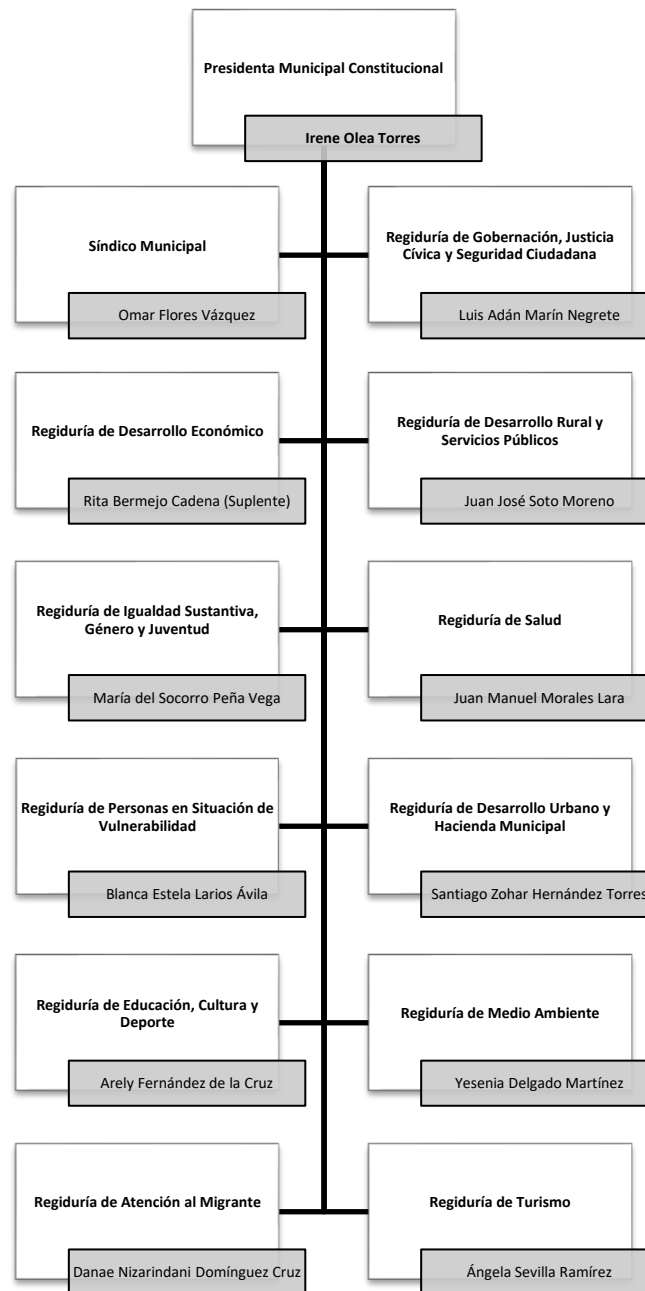 Presidenta Municipal Constitucional
Irene Olea Torres
Síndico Municipal
Omar Flores Vázquez
Regiduría de Gobernación, Justicia
Cívica y Seguridad Ciudadana
Luis Adán Marín Negrete
Regiduría de Desarrollo Económico
Rita Bermejo Cadena (Suplente)
Regiduría de Desarrollo Rural y
Servicios Públicos
Juan José Soto Moreno
Regiduría de Igualdad Sustantiva,
Género y Juventud
María del Socorro Peña Vega
Regiduría de Salud
Juan Manuel Morales Lara
Regiduría de Personas en Situación de
Vulnerabilidad
Blanca Estela Larios Ávila
Regiduría de Desarrollo Urbano y
Hacienda Municipal
Santiago Zohar Hernández Torres
Regiduría de Educación, Cultura y
Deporte
Arely Fernández de la Cruz
Regiduría de Medio Ambiente
Yesenia Delgado Martínez
Regiduría de Atención al Migrante
Danae Nizarindani Domínguez Cruz
Regiduría de Turismo
Ángela Sevilla Ramírez